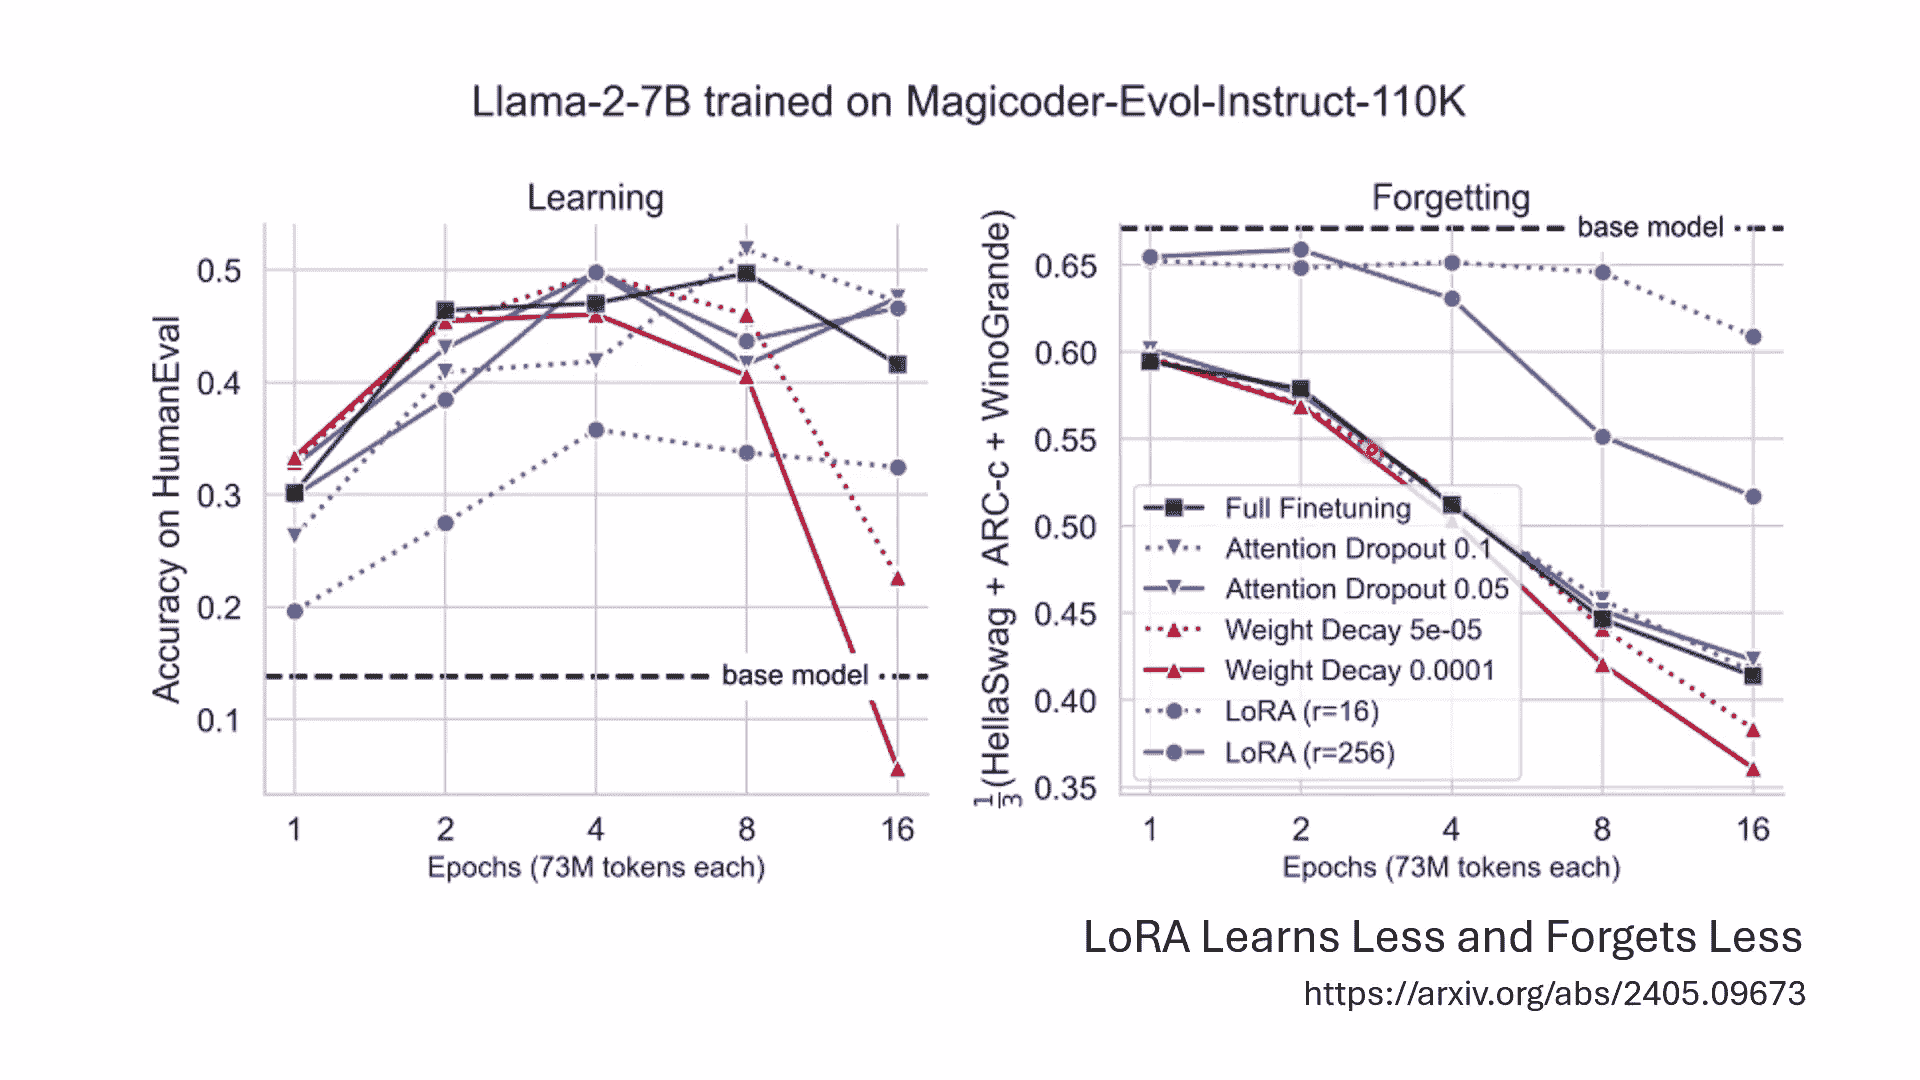 Llama-2-7B trained on Magicoder-Evol-Instruct-110K
Learning
Accuracy on HumanEval
0.5
0.4
0.3
0.2
0.1
base model
1 2 4 8 16
Epochs (73M tokens each)
Forgetting
1/3(HellaSwag + ARC-c + WinoGrande)
base model
0.65
0.60
0.55
0.50
0.45
0.40
0.35
Full Finetuning
Attention Dropout 0.1
Attention Dropout 0.05
Weight Decay 5e-05
Weight Decay 0.0001
LoRA (r=16)
LoRA (r=256)
1 2 4 8 16
Epochs (73M tokens each)
LoRA Learns Less and Forgets Less
https://arxiv.org/abs/2405.09673